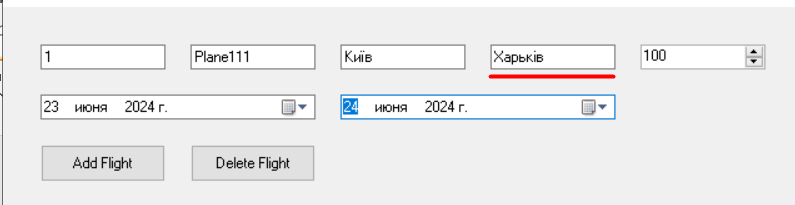 1 Plane111 Київ Харьків 100
23 июня 2024 г. 24 июня 2024 г.
Add Flight Delete Flight